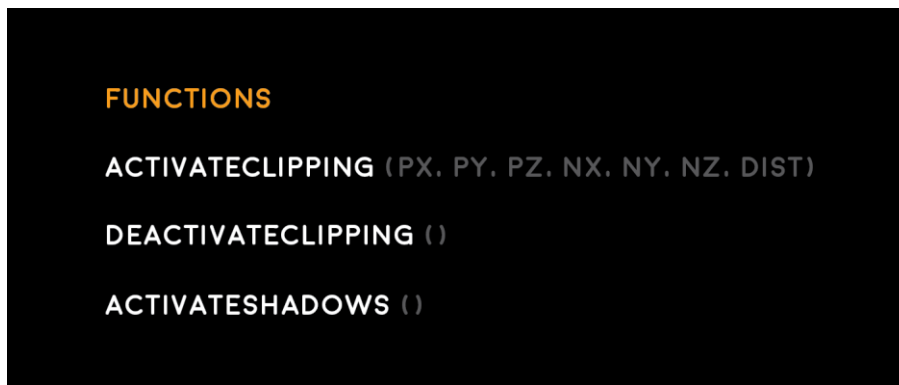 FUNCTIONS
ACTIVATECLIPPING (PX. PY. PZ. NX. NY. NZ. DIST)
DEACTIVATECLIPPING ()
ACTIVATESHADOWS ()